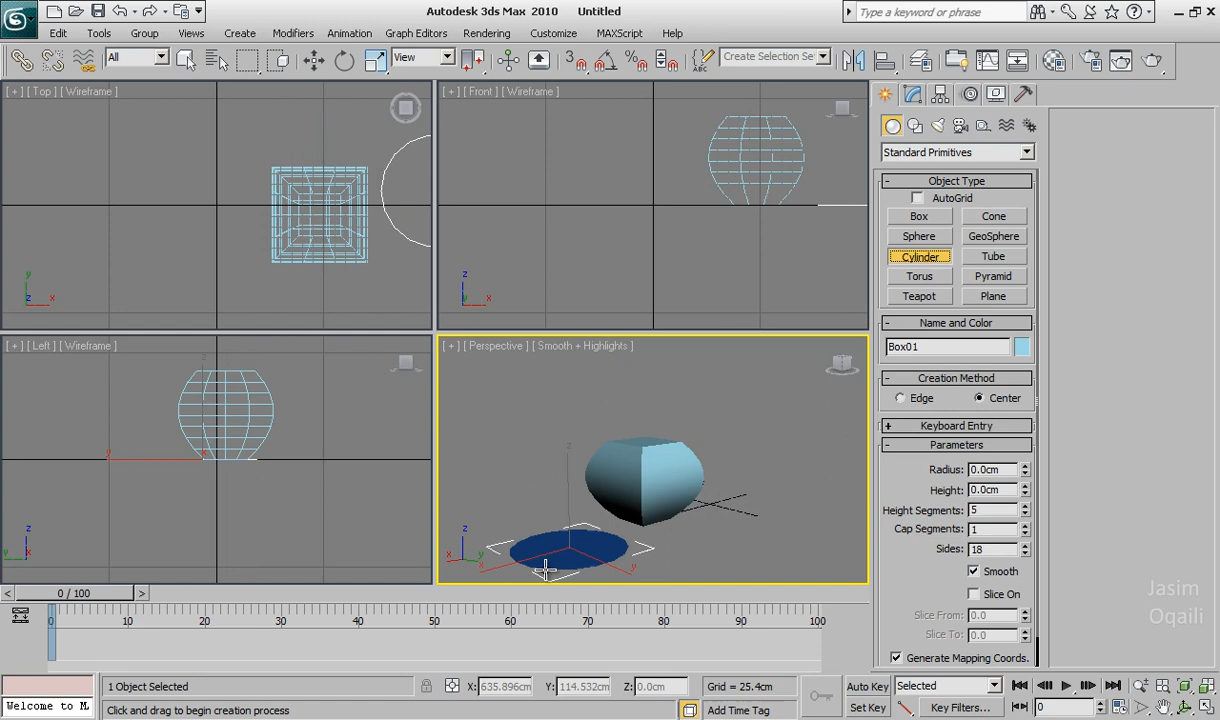 Autodesk 3ds Max 2010 Untitled
Type a keyword or phrase
Edit Tools Group Views Create Modifiers Animation Graph Editors Rendering Customize MAXScript Help
All
View
3
Create Selection Se
[ + ] [ Top ] [ Wireframe ]
[ + ] [ Front ] [ Wireframe ]
[ + ] [ Left ] [ Wireframe ]
[ + ] [ Perspective ] [ Smooth + Highlights ]
Standard Primitives
- Object Type
AutoGrid
Box Cone
Sphere GeoSphere
Cylinder Tube
Torus Pyramid
Teapot Plane
- Name and Color
Box01
- Creation Method
Edge Center
+ Keyboard Entry
- Parameters
Radius: 0.0cm
Height: 0.0cm
Height Segments: 5
Cap Segments: 1
Sides: 18
Smooth
Slice On
Slice From: 0.0
Slice To: 0.0
Generate Mapping Coords.
Jasim
Oqaili
< 0 / 100 >
0 10 20 30 40 50 60 70 80 90 100
1 Object Selected X: 635.896cm Y: 114.532cm Z: 0.0cm Grid = 25.4cm Auto Key Selected
Welcome to M Click and drag to begin creation process Add Time Tag Set Key Key Filters... 0